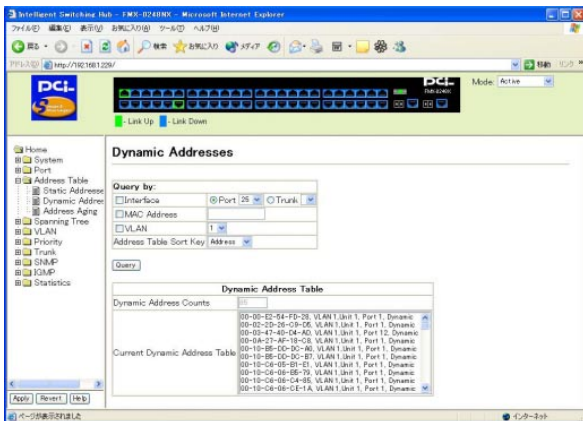 Intelligent Switching Hub - FMX-0248NX - Microsoft Internet Explorer
ファイル(F) 編集(E) 表示(V) お気に入り(A) ツール(T) ヘルプ(H)
戻る 検索 お気に入り メディア
アドレス(D) http://192.168.1.229/ 移動 リンク
PCi
Link Up Link Down
PCi
Mode: Active
Home
System
Port
Address Table
Static Addresse
Dynamic Addres
Address Aging
Spanning Tree
VLAN
Priority
Trunk
SNMP
IGMP
Statistics
Apply Revert Help
Dynamic Addresses
Query by:
Interface Port 26 Trunk
MAC Address
VLAN 1
Address Table Sort Key Address
Query
Dynamic Address Table
Dynamic Address Counts
Current Dynamic Address Table
00-00-E2-54-FD-28, VLAN 1,Unit 1, Port 1, Dynamic
00-02-2D-26-C9-D5, VLAN 1,Unit 1, Port 1, Dynamic
00-03-47-40-D4-AD, VLAN 1,Unit 1, Port 12, Dynamic
00-0A-27-AF-18-C8, VLAN 1,Unit 1, Port 1, Dynamic
00-10-B5-DD-DC-A0, VLAN 1,Unit 1, Port 1, Dynamic
00-10-B5-DD-DC-B7, VLAN 1,Unit 1, Port 1, Dynamic
00-10-C6-05-B1-E1, VLAN 1,Unit 1, Port 1, Dynamic
00-10-C6-06-B5-79, VLAN 1,Unit 1, Port 1, Dynamic
00-10-C6-06-C4-85, VLAN 1,Unit 1, Port 1, Dynamic
00-10-C6-06-CE-1A, VLAN 1,Unit 1, Port 1, Dynamic
ページが表示されました インターネット